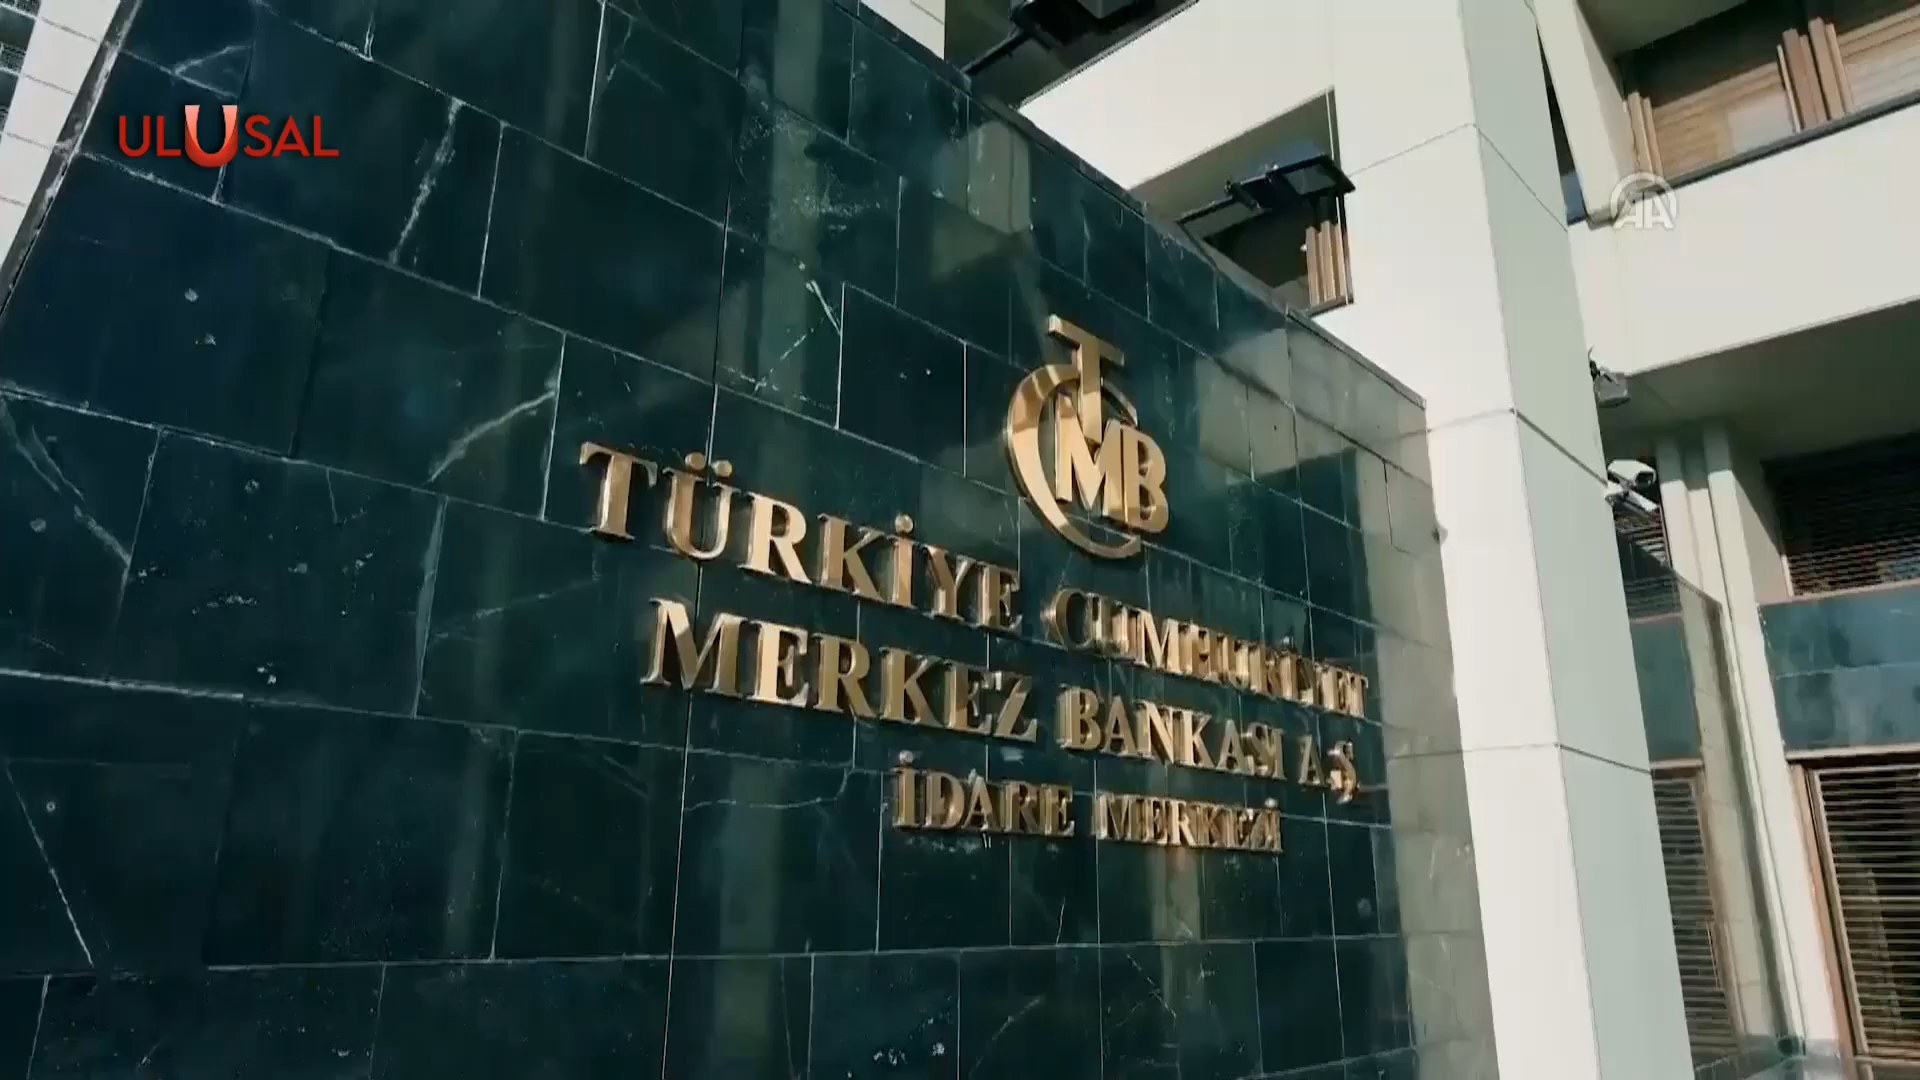 ULUSAL
AA
TCMB
TÜRKİYE CUMHURİYET
MERKEZ BANKASI A.Ş.
İDARE MERKEZİ